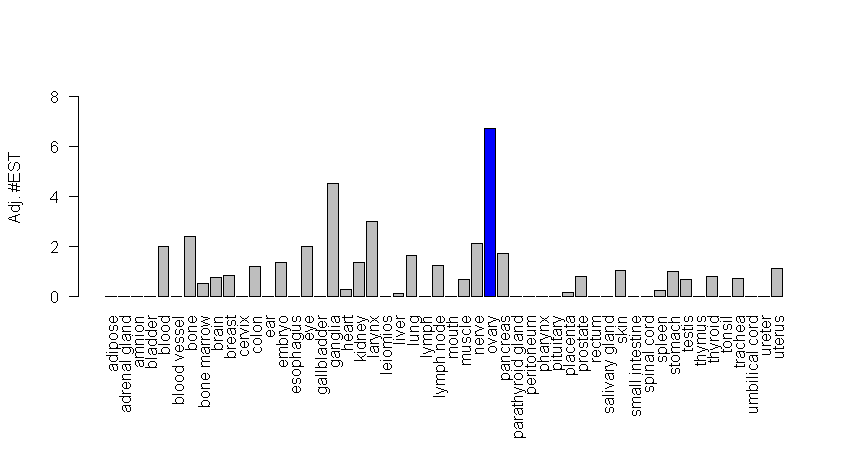 8
6
4
2
0
Adj. #EST
adipose
adrenal gland
amnion
bladder
blood
blood vessel
bone
bone marrow
brain
breast
cervix
colon
ear
embryo
esophagus
eye
gallbladder
ganglia
heart
kidney
larynx
leiomios
liver
lung
lymph
lymph node
mouth
muscle
nerve
ovary
pancreas
parathyroid gland
peritoneum
pharynx
pituitary
placenta
prostate
rectum
salivary gland
skin
small intestine
spinal cord
spleen
stomach
testis
thymus
thyroid
tonsil
trachea
umbilical cord
ureter
uterus